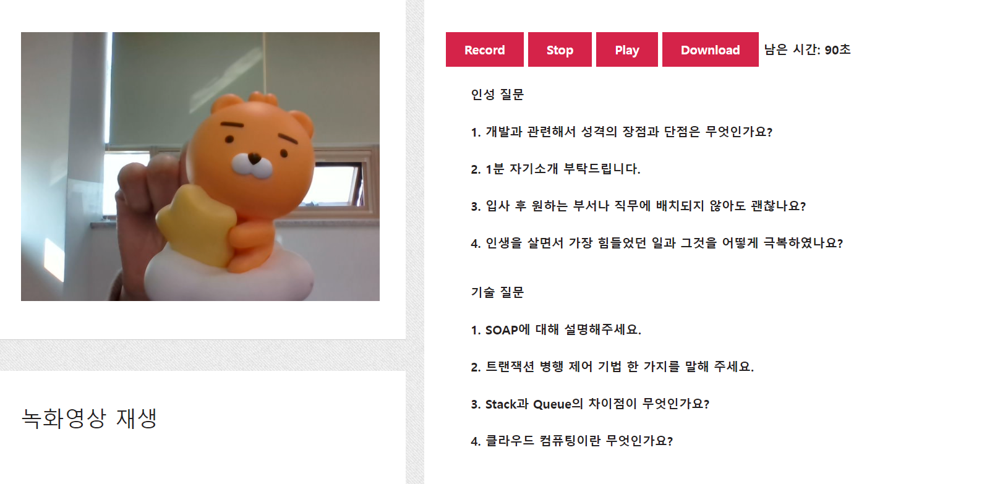 Record Stop Play Download 남은 시간: 90초
인성 질문
1. 개발과 관련해서 성격의 장점과 단점은 무엇인가요?
2. 1분 자기소개 부탁드립니다.
3. 입사 후 원하는 부서나 직무에 배치되지 않아도 괜찮나요?
4. 인생을 살면서 가장 힘들었던 일과 그것을 어떻게 극복하였나요?
기술 질문
1. SOAP에 대해 설명해주세요.
2. 트랜잭션 병행 제어 기법 한 가지를 말해 주세요.
3. Stack과 Queue의 차이점이 무엇인가요?
4. 클라우드 컴퓨팅이란 무엇인가요?
녹화영상 재생